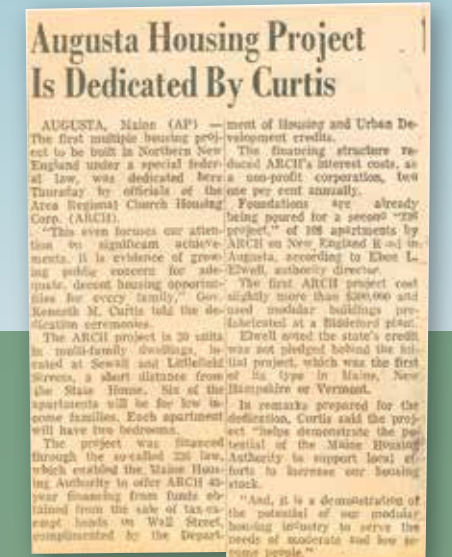 Augusta Housing Project
Is Dedicated By Curtis
AUGUSTA, Maine (AP) —
The first multiple housing proj-
ect to be built in Northern New
England under a special feder-
al law, was dedicated here
Thursday by officials of the
Area Regional Church Housing
Corp. (ARCH).
"This even focuses our atten-
tion on significant achieve-
ments. It is evidence of grow-
ing public concern for ade-
quate, decent housing opportuni-
ties for every family," Gov.
Kenneth M. Curtis told the de-
dication ceremonies.
The ARCH project is 20 units
in multi-family dwellings, lo-
cated at Sewall and Littlefield
Streets, a short distance from
the State House. Six of the
apartments will be for low in-
come families. Each apartment
will have two bedrooms.
The project was financed
through the so-called 236 law,
which enabled the Maine Hous-
ing Authority to offer ARCH
year financing from funds ob-
tained from the sale of tax-ex-
empt bonds on Wall Street,
complimented by the Depart-
ment of Housing and Urban De-
velopment credits.
The financing structure re-
duced ARCH's interest costs, as
a non-profit corporation, to
one per cent annually.
Foundations are already
being poured for a second "236
project," of apartments by
ARCH on New England Road in
Augusta, according to Eben L.
Elwell, authority director.
The first ARCH project cost
slightly more than and
used modular buildings pre-
fabricated at a Biddeford plant.
Elwell noted the state's credit
was not pledged behind the ini-
tial project, which was the first
of its type in Maine, New
Hampshire or Vermont.
In remarks prepared for the
dedication, Curtis said the proj-
ect "helps demonstrate the po-
tential of the Maine Housing
Authority to support local ef-
forts to increase our housing
stock.
"And, it is a demonstration of
the potential of our modular
housing industry to serve the
needs of moderate and low in-
come people."